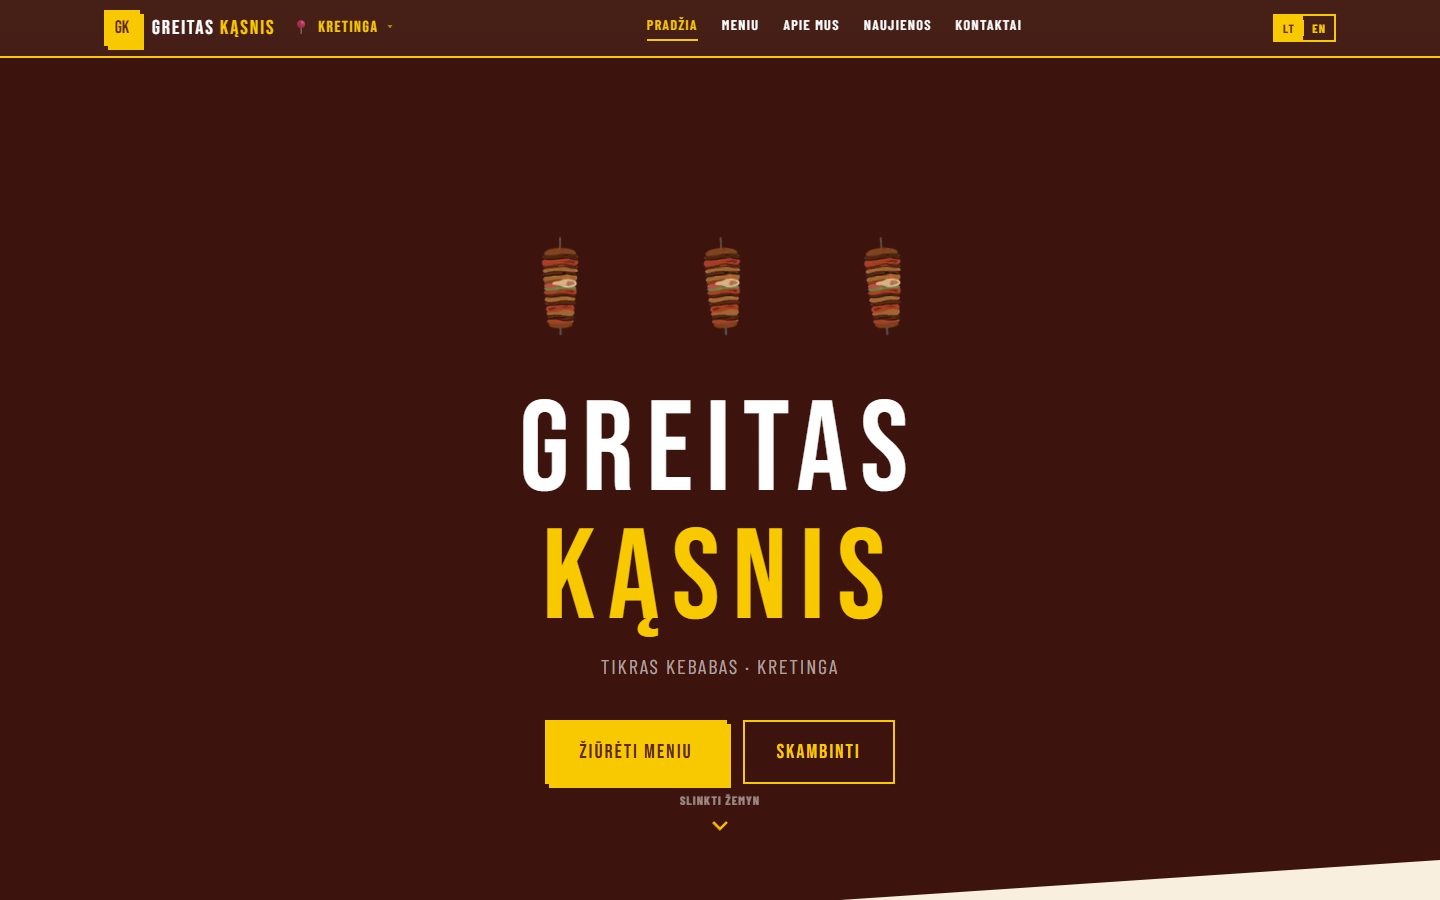 GK GREITAS KĄSNIS KRETINGA PRADŽIA MENIU APIE MUS NAUJIENOS KONTAKTAI LT EN
GREITAS
KĄSNIS
TIKRAS KEBABAS · KRETINGA
ŽIŪRĖTI MENIU SKAMBINTI
SLINKTI ŽEMYN